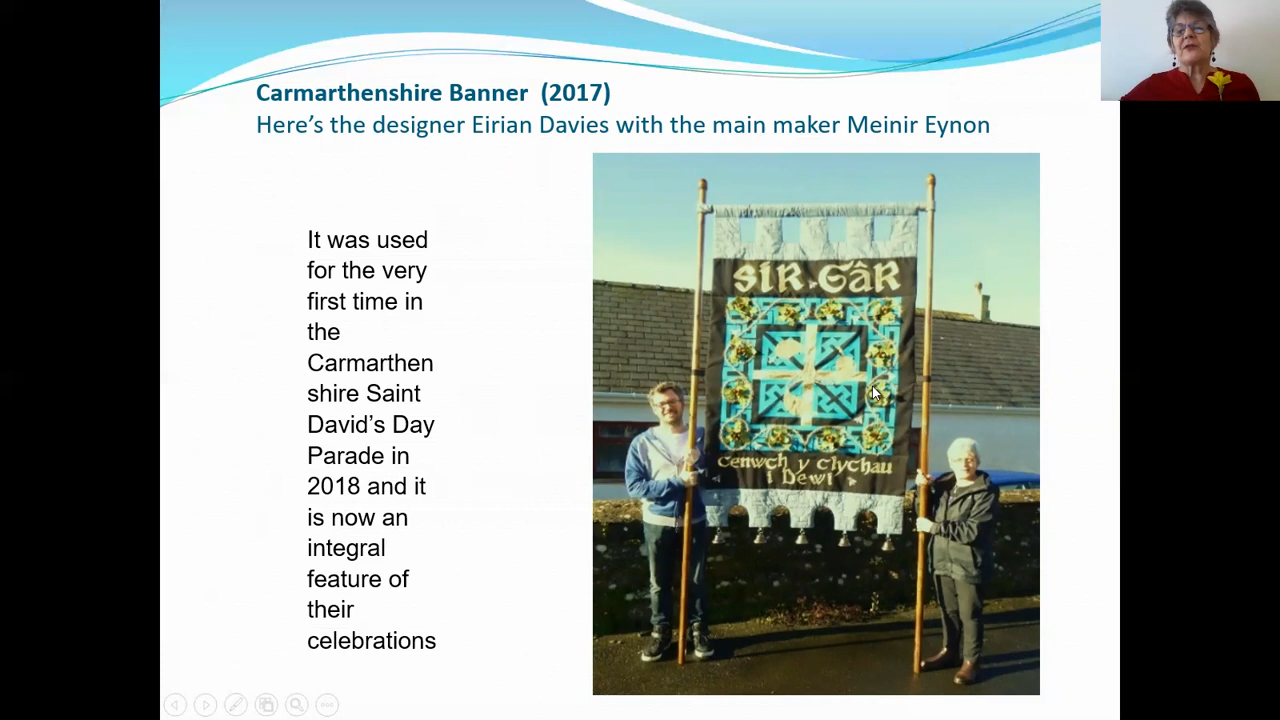 Carmarthenshire Banner (2017)
Here's the designer Eirian Davies with the main maker Meinir Eynon
It was used
for the very
first time in
the
Carmarthen
shire Saint
David's Day
Parade in
2018 and it
is now an
integral
feature of
their
celebrations
SIR GÂR
Cenwch y Clychau
i Dewi